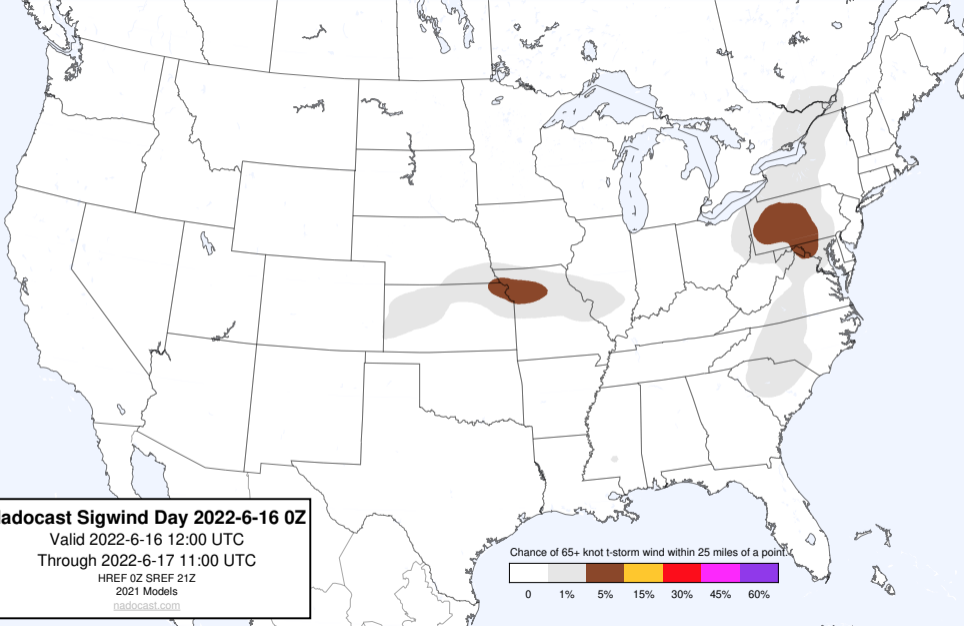 adocast Sigwind Day 2022-6-16 0Z
Valid 2022-6-16 12:00 UTC
Through 2022-6-17 11:00 UTC
HREF 0Z SREF 21Z
2021 Models
nadocast.com
Chance of 65+ knot t-storm wind within 25 miles of a point.
0 1% 5% 15% 30% 45% 60%